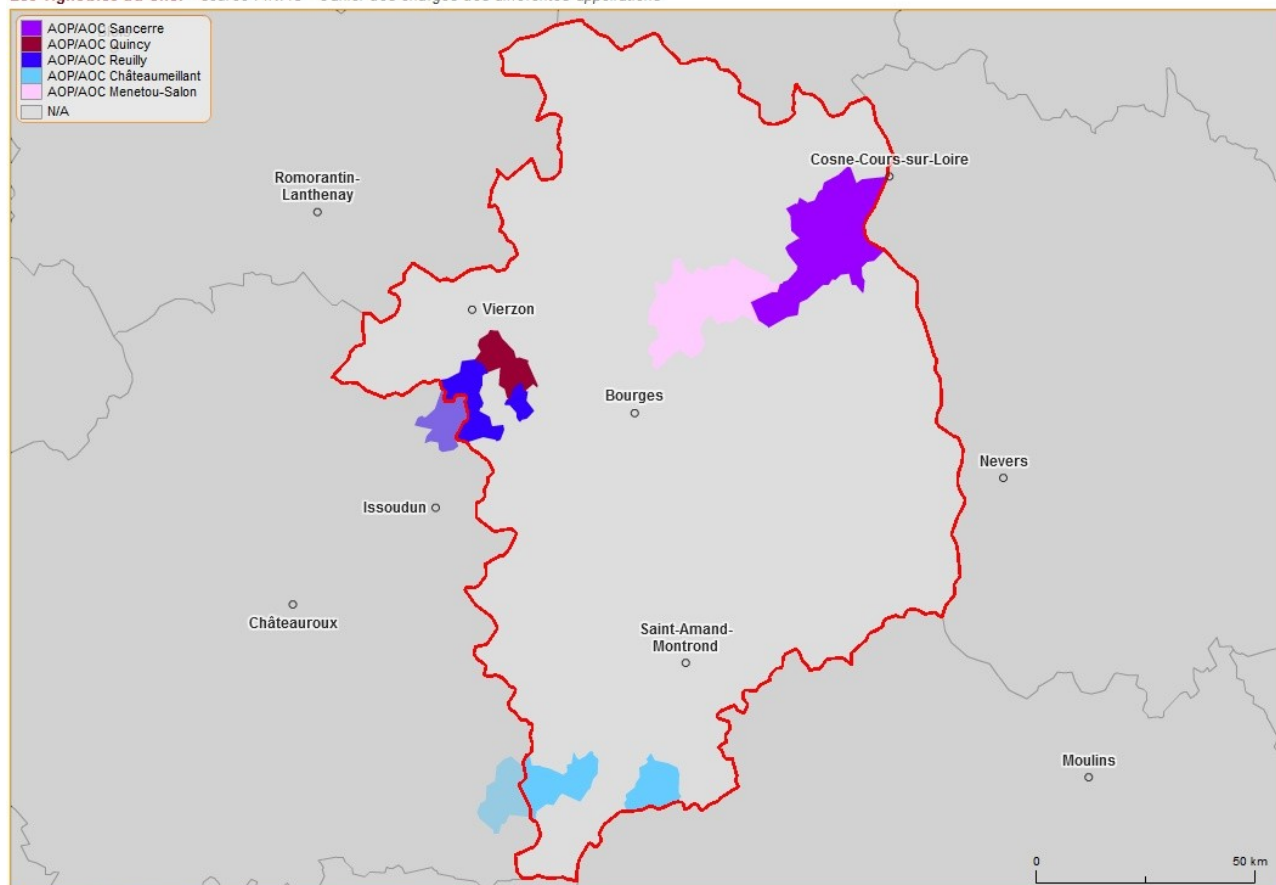 AOP/AOC Sancerre
AOP/AOC Quincy
AOP/AOC Reuilly
AOP/AOC Châteaumeillant
AOP/AOC Menetou-Salon
N/A
Cosne-Cours-sur-Loire
Romorantin-
Lanthenay
Vierzon
Bourges
Nevers
Issoudun
Châteauroux
Saint-Amand-
Montrond
Moulins
0 50 km